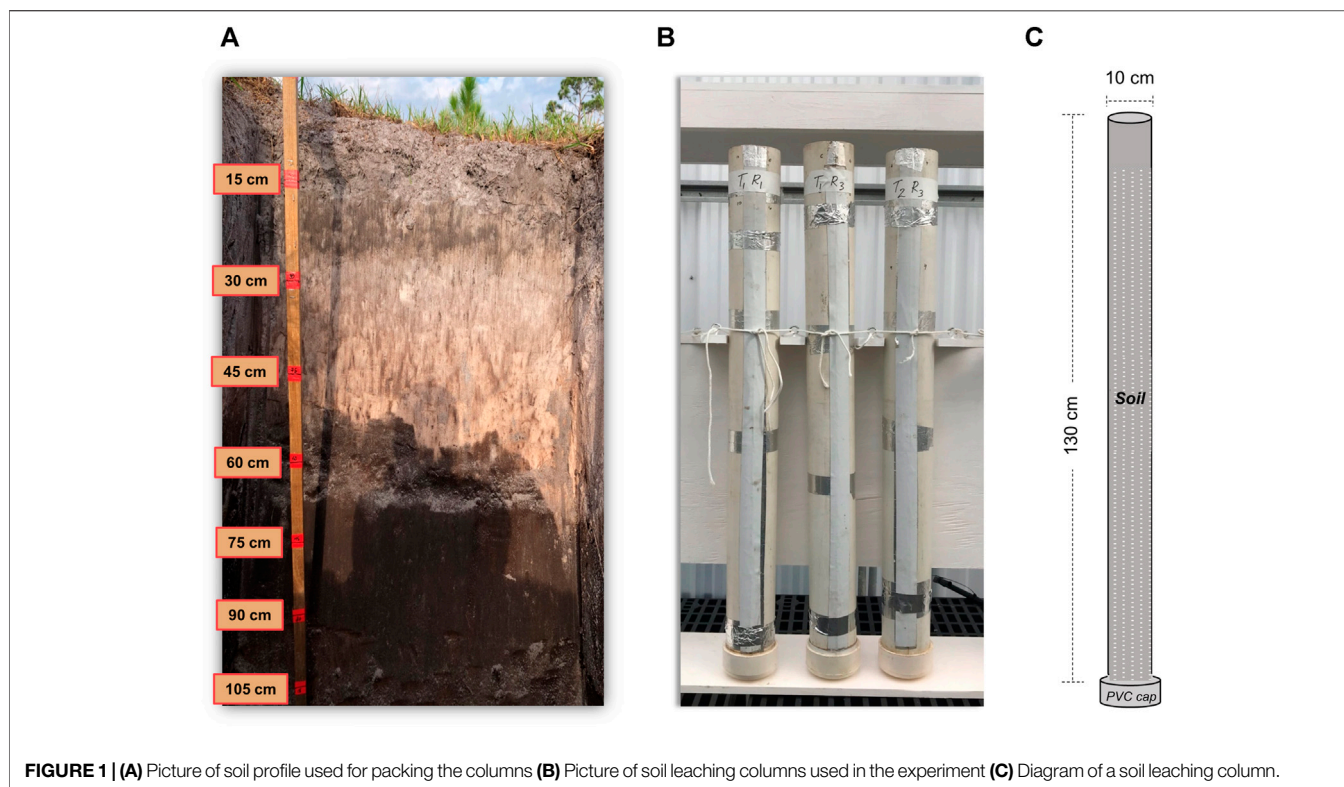 A
B
C
15 cm
30 cm
45 cm
60 cm
75 cm
90 cm
105 cm
T1 R1
T1 R3
T2 R3
10 cm
130 cm
Soil
PVC cap
FIGURE 1 | (A) Picture of soil profile used for packing the columns (B) Picture of soil leaching columns used in the experiment (C) Diagram of a soil leaching column.